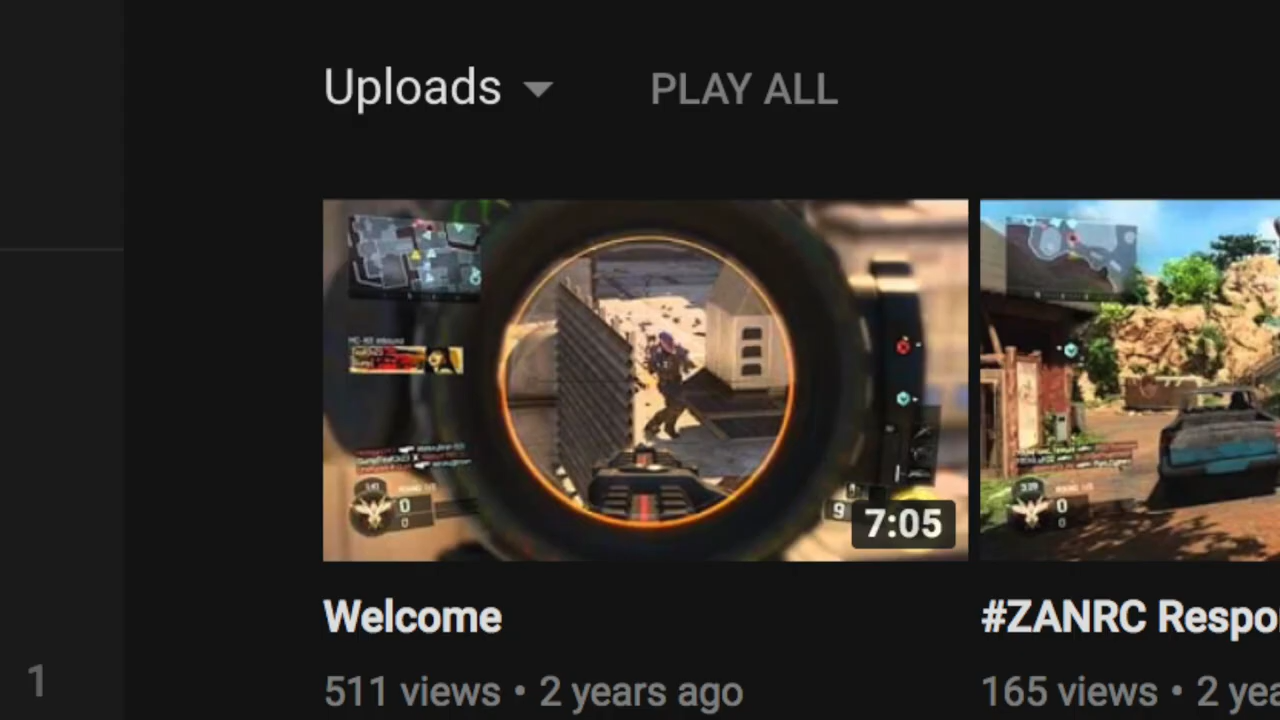 Uploads
PLAY ALL
7:05
Welcome
#ZANRC Respo
511 views • 2 years ago
165 views • 2 yea
1